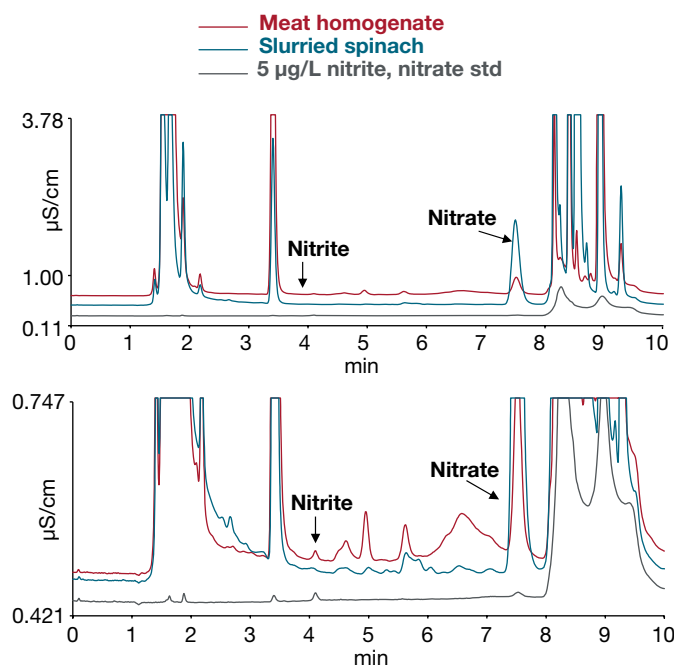 Meat homogenate
Slurried spinach
5 µg/L nitrite, nitrate std
3.78
µS/cm
Nitrate
Nitrite
1.00
0.11
0 1 2 3 4 5 6 7 8 9 10
min
0.747
µS/cm
Nitrate
Nitrite
0.421
0 1 2 3 4 5 6 7 8 9 10
min